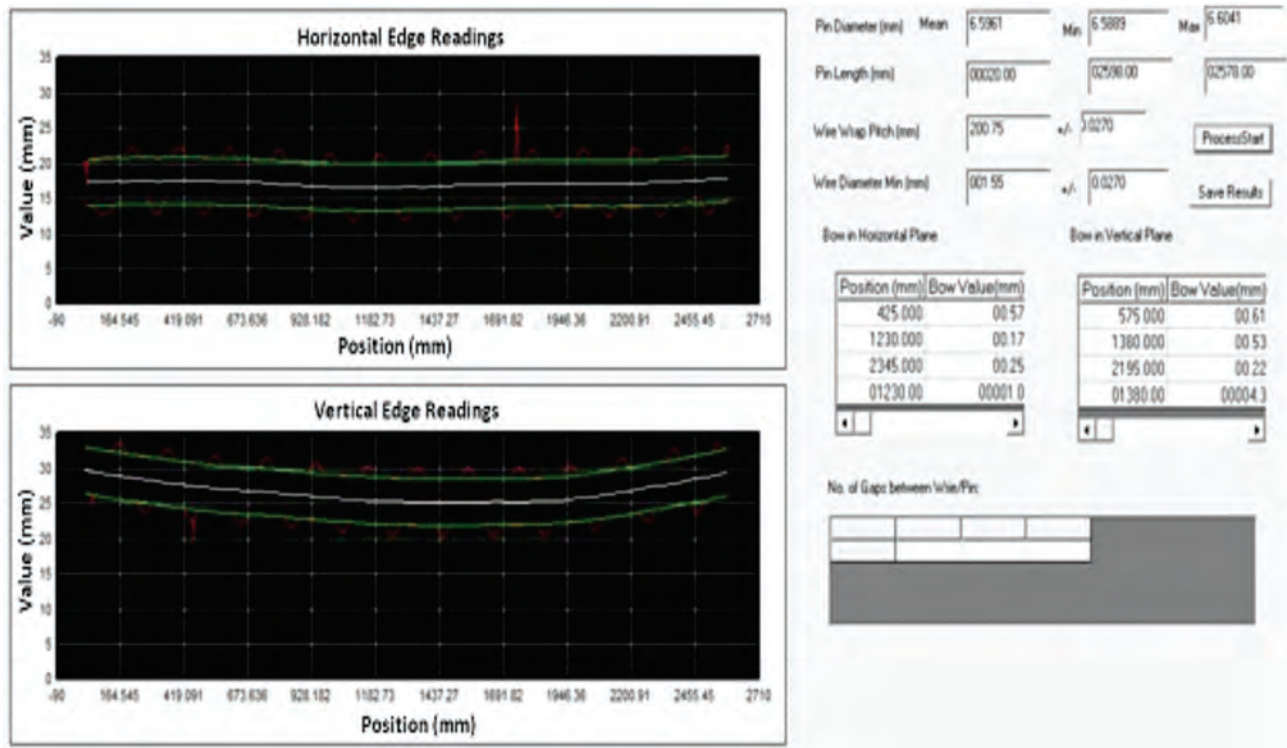 Horizontal Edge Readings
Value (mm)
35
30
25
20
15
10
5
0
-90 164.545 419.091 673.636 928.182 1182.73 1437.27 1691.82 1946.36 2200.91 2455.45 2710
Position (mm)
Vertical Edge Readings
Value (mm)
35
30
25
20
15
10
5
0
-90 164.545 419.091 673.636 928.182 1182.73 1437.27 1691.82 1946.36 2200.91 2455.45 2710
Position (mm)
Pin Diameter (mm) Mean 6.5961 Min 6.5889 Max 6.6041
Pin Length (mm) 00020.00 02598.00 02578.00
Wire Wrap Pitch (mm) 200.75 +/- 0.0270 ProcessStart
Wire Diameter Min (mm) 001.55 +/- 0.0270 Save Results
Bow in Horizontal Plane Bow in Vertical Plane
Position (mm) Bow Value(mm) Position (mm) Bow Value(mm)
425.000 00.57 575.000 00.61
1230.000 00.17 1380.000 00.53
2345.000 00.25 2195.000 00.22
01230.00 00001.0 01380.00 00004.3
No. of Gaps between Wire/Pin: